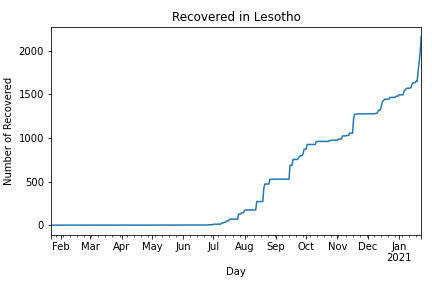 Recovered in Lesotho
Number of Recovered
2000
1500
1000
500
0
Feb Mar Apr May Jun Jul Aug Sep Oct Nov Dec Jan
2021
Day